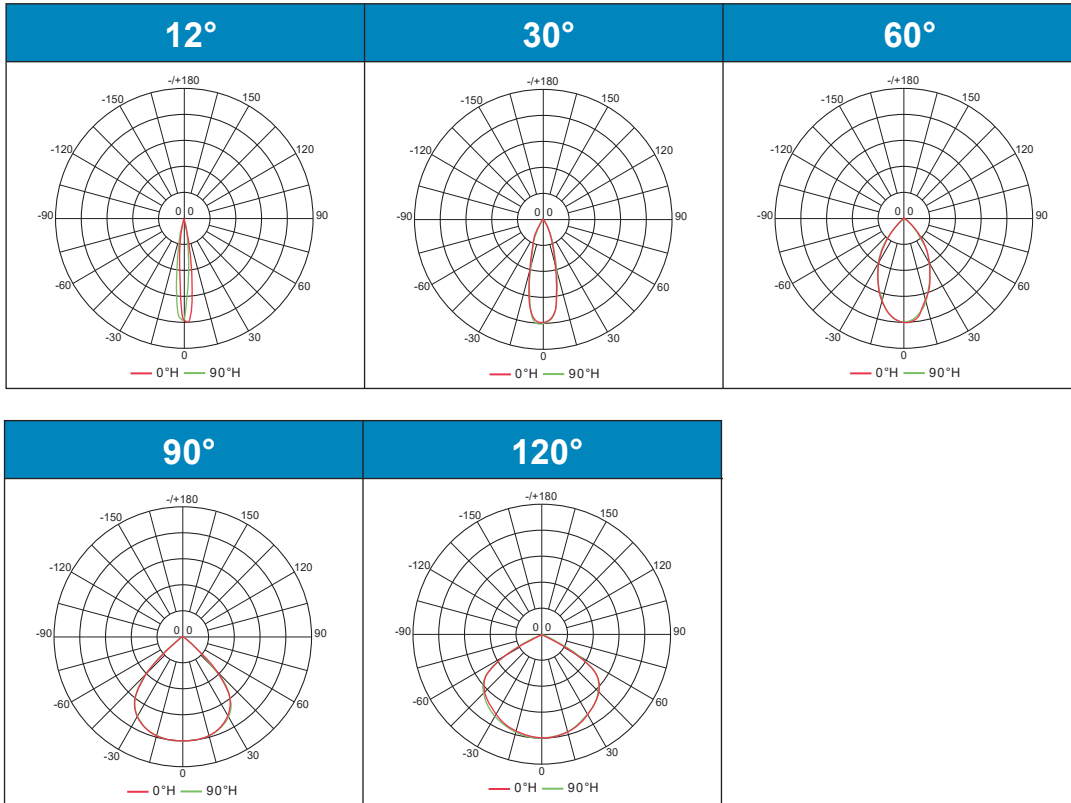 12° 30° 60°
-/+180 -/+180 -/+180
-150 150 -150 150 -150 150
-120 120 -120 120 -120 120
-90 0 0 90 -90 0 0 90 -90 0 0 90
-60 60 -60 60 -60 60
-30 30 -30 30 -30 30
0 0 0
0°H 90°H 0°H 90°H 0°H 90°H
90° 120°
-/+180 -/+180
-150 150 -150 150
-120 120 -120 120
-90 0 0 90 -90 0 0 90
-60 60 -60 60
-30 30 -30 30
0 0
0°H 90°H 0°H 90°H